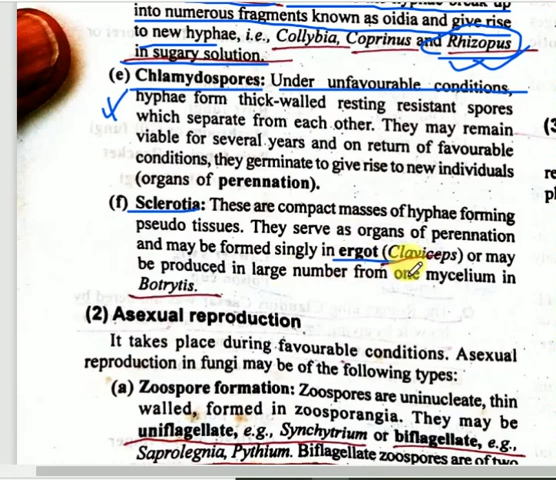 into numerous fragments known as oidia and give rise
to new hyphae, i.e., Collybia, Coprinus and Rhizopus
in sugary solution.
(e) Chlamydospores: Under unfavourable conditions,
hyphae form thick-walled resting resistant spores
which separate from each other. They may remain
viable for several years and on return of favourable
conditions, they germinate to give rise to new individuals
(organs of perennation).
(f) Sclerotia: These are compact masses of hyphae forming
pseudo tissues. They serve as organs of perennation
and may be formed singly in ergot (Claviceps) or may
be produced in large number from one mycelium in
Botrytis.
(2) Asexual reproduction
It takes place during favourable conditions. Asexual
reproduction in fungi may be of the following types:
(a) Zoospore formation: Zoospores are uninucleate, thin
walled, formed in zoosporangia. They may be
uniflagellate, e.g., Synchytrium or biflagellate, e.g.,
Saprolegnia, Pythium. Biflagellate zoospores are of two